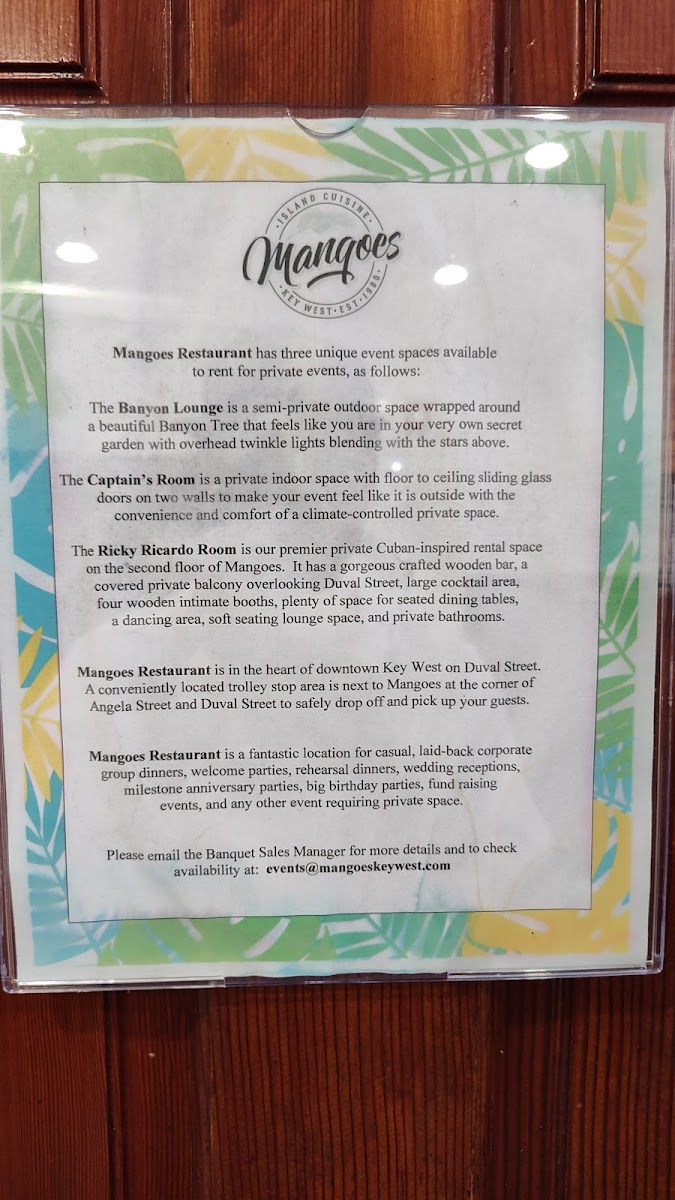 ·ISLAND CUISINE·
Mangoes
·KEY WEST·EST·1980·
Mangoes Restaurant has three unique event spaces available
to rent for private events, as follows:
The Banyon Lounge is a semi-private outdoor space wrapped around
a beautiful Banyon Tree that feels like you are in your very own secret
garden with overhead twinkle lights blending with the stars above.
The Captain's Room is a private indoor space with floor to ceiling sliding glass
doors on two walls to make your event feel like it is outside with the
convenience and comfort of a climate-controlled private space.
The Ricky Ricardo Room is our premier private Cuban-inspired rental space
on the second floor of Mangoes. It has a gorgeous crafted wooden bar, a
covered private balcony overlooking Duval Street, large cocktail area,
four wooden intimate booths, plenty of space for seated dining tables,
a dancing area, soft seating lounge space, and private bathrooms.
Mangoes Restaurant is in the heart of downtown Key West on Duval Street.
A conveniently located trolley stop area is next to Mangoes at the corner of
Angela Street and Duval Street to safely drop off and pick up your guests.
Mangoes Restaurant is a fantastic location for casual, laid-back corporate
group dinners, welcome parties, rehearsal dinners, wedding receptions,
milestone anniversary parties, big birthday parties, fund raising
events, and any other event requiring private space.
Please email the Banquet Sales Manager for more details and to check
availability at: events@mangoeskeywest.com